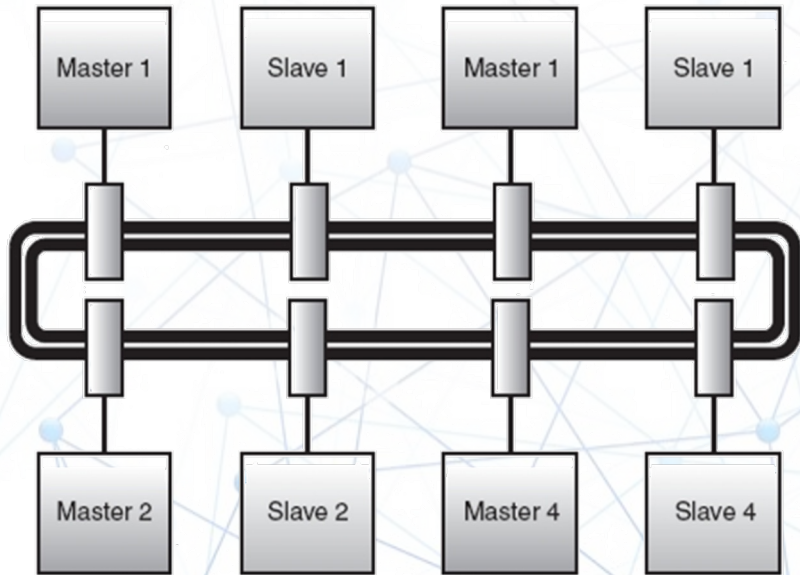 Master 1
Slave 1
Master 1
Slave 1
Master 2
Slave 2
Master 4
Slave 4